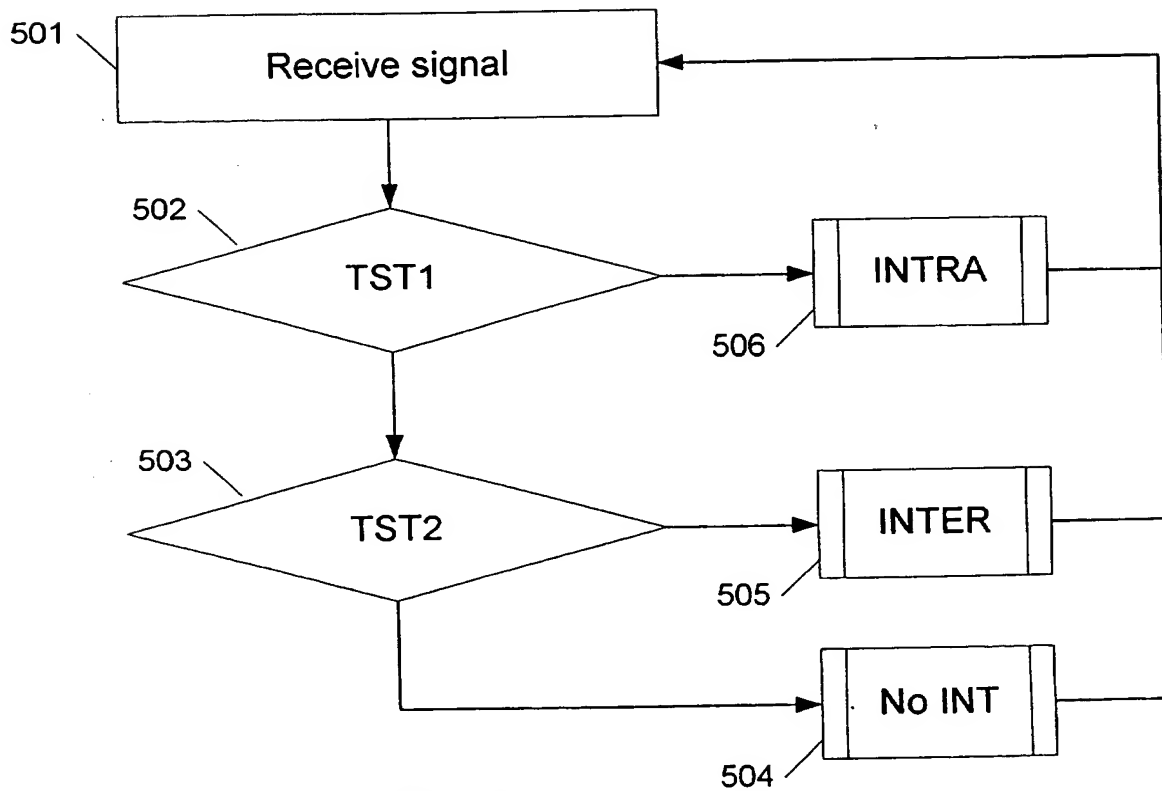 501
Receive signal
502
TST1
INTRA
506
503
TST2
INTER
505
No INT
504